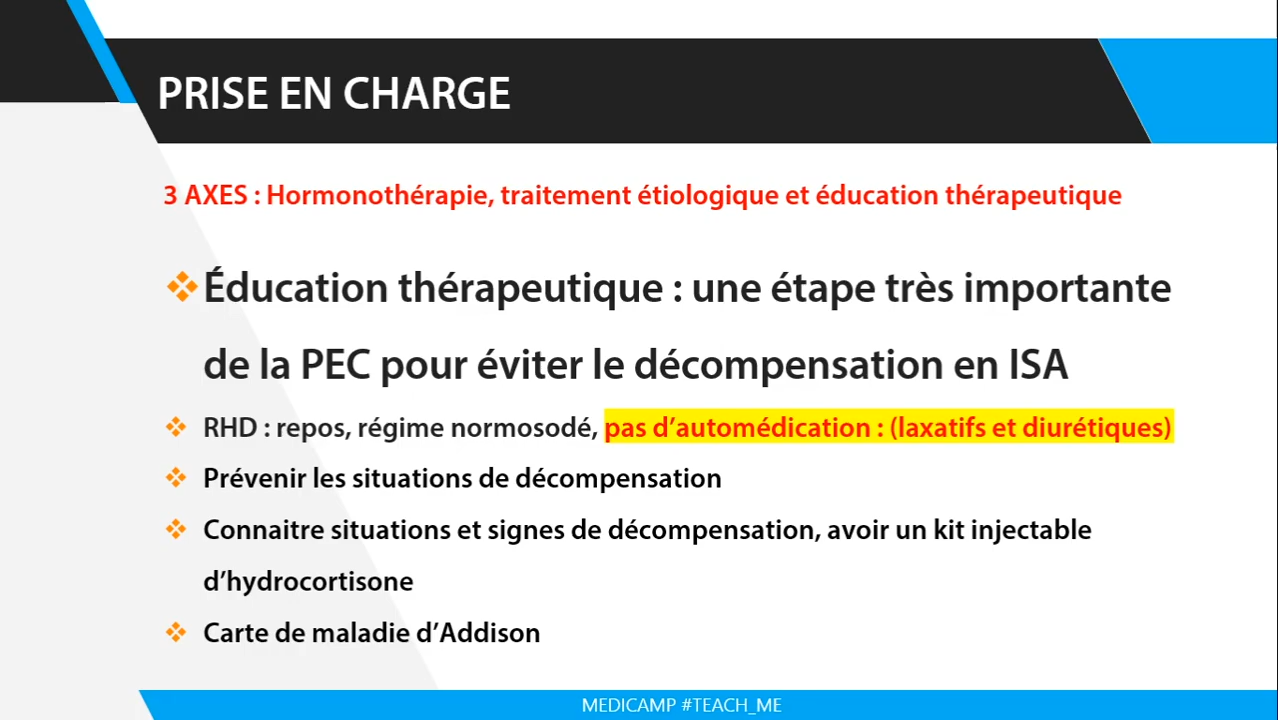 PRISE EN CHARGE
3 AXES : Hormonothérapie, traitement étiologique et éducation thérapeutique
Éducation thérapeutique : une étape très importante
de la PEC pour éviter le décompensation en ISA
RHD : repos, régime normosodé, pas d’automédication : (laxatifs et diurétiques)
Prévenir les situations de décompensation
Connaitre situations et signes de décompensation, avoir un kit injectable
d’hydrocortisone
Carte de maladie d’Addison
MEDICAMP #TEACH_ME